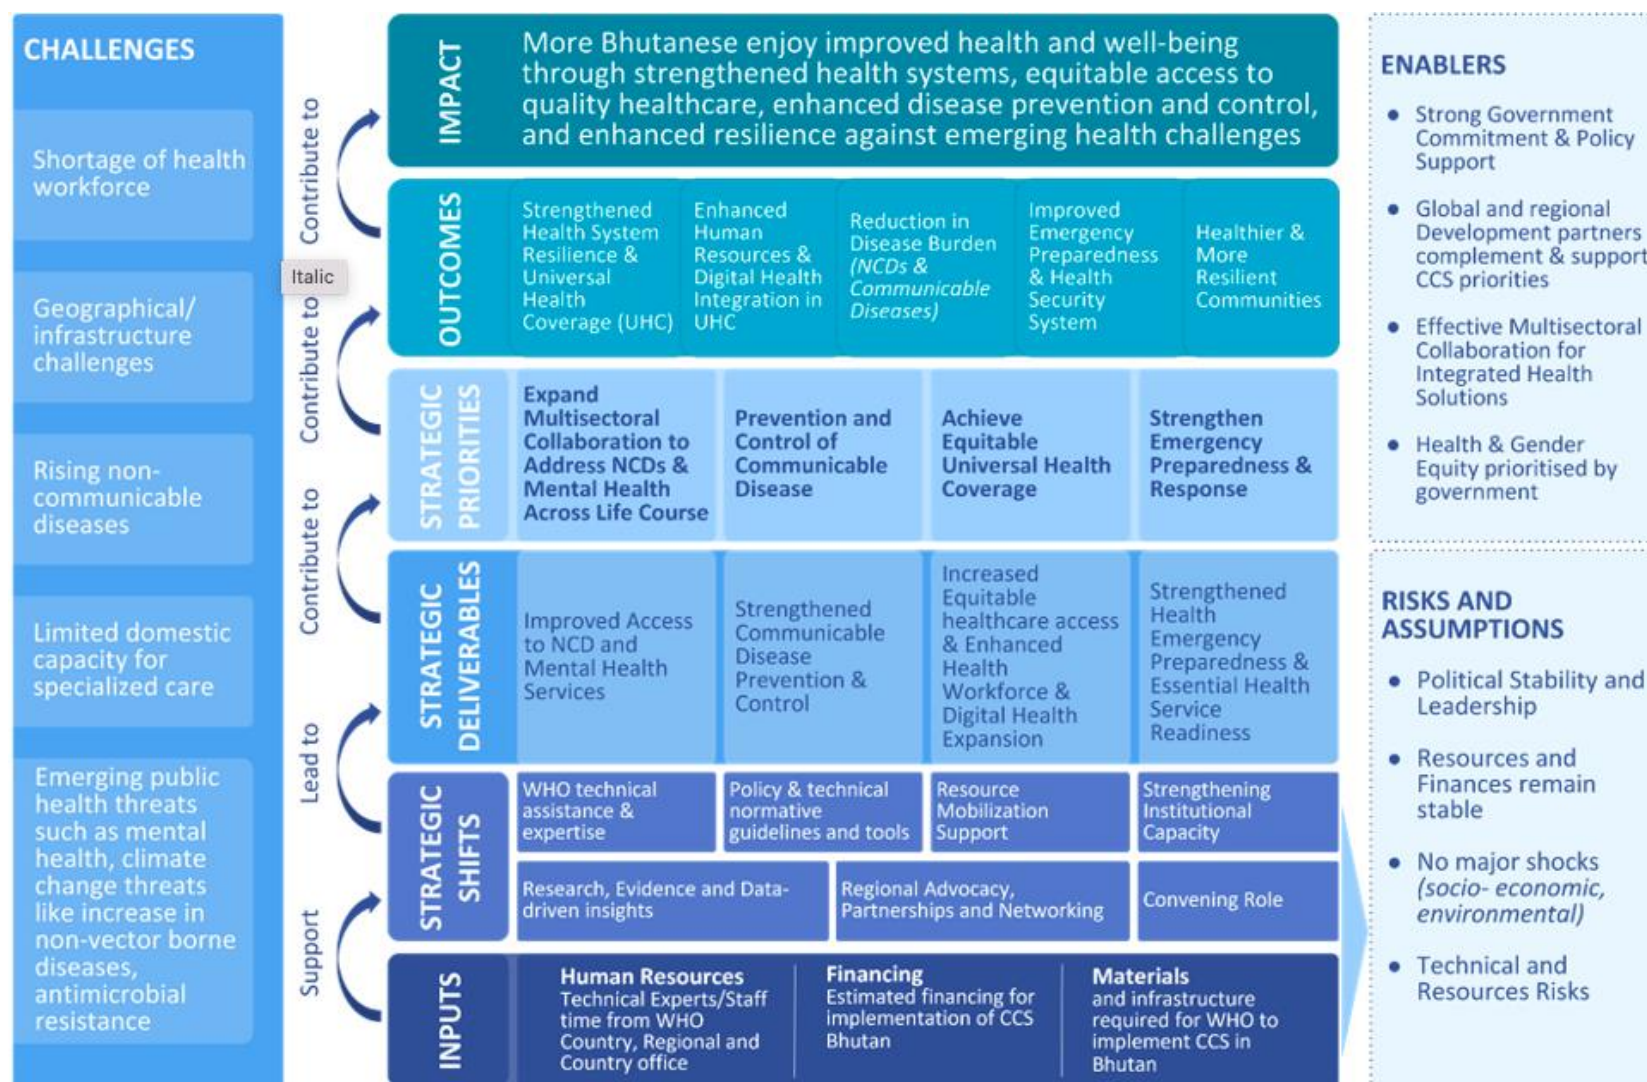 CHALLENGES
Shortage of health
workforce
Geographical/
infrastructure
challenges
Rising non-
communicable
diseases
Limited domestic
capacity for
specialized care
Emerging public
health threats
such as mental
health, climate
change threats
like increase in
non-vector borne
diseases,
antimicrobial
resistance
Contribute to
Italic
Contribute to
Contribute to
Lead to
Support
IMPACT
More Bhutanese enjoy improved health and well-being
through strengthened health systems, equitable access to
quality healthcare, enhanced disease prevention and control,
and enhanced resilience against emerging health challenges
OUTCOMES
Strengthened
Health System
Resilience &
Universal
Health
Coverage (UHC)
Enhanced
Human
Resources &
Digital Health
Integration in
UHC
Reduction in
Disease Burden
(NCDs &
Communicable
Diseases)
Improved
Emergency
Preparedness
& Health
Security
System
Healthier &
More
Resilient
Communities
STRATEGIC
PRIORITIES
Expand
Multisectoral
Collaboration to
Address NCDs &
Mental Health
Across Life Course
Prevention and
Control of
Communicable
Disease
Achieve
Equitable
Universal Health
Coverage
Strengthen
Emergency
Preparedness &
Response
STRATEGIC
DELIVERABLES
Improved Access
to NCD and
Mental Health
Services
Strengthened
Communicable
Disease
Prevention &
Control
Increased
Equitable
healthcare access
& Enhanced
Health
Workforce &
Digital Health
Expansion
Strengthened
Health
Emergency
Preparedness &
Essential Health
Service
Readiness
STRATEGIC
SHIFTS
WHO technical
assistance &
expertise
Policy & technical
normative
guidelines and tools
Resource
Mobilization
Support
Strengthening
Institutional
Capacity
Research, Evidence and Data-
driven insights
Regional Advocacy,
Partnerships and Networking
Convening Role
INPUTS
Human Resources
Technical Experts/Staff
time from WHO
Country, Regional and
Country office
Financing
Estimated financing for
implementation of CCS
Bhutan
Materials
and infrastructure
required for WHO to
implement CCS in
Bhutan
ENABLERS
• Strong Government
Commitment & Policy
Support
• Global and regional
Development partners
complement & support
CCS priorities
• Effective Multisectoral
Collaboration for
Integrated Health
Solutions
• Health & Gender
Equity prioritised by
government
RISKS AND
ASSUMPTIONS
• Political Stability and
Leadership
• Resources and
Finances remain
stable
• No major shocks
(socio- economic,
environmental)
• Technical and
Resources Risks